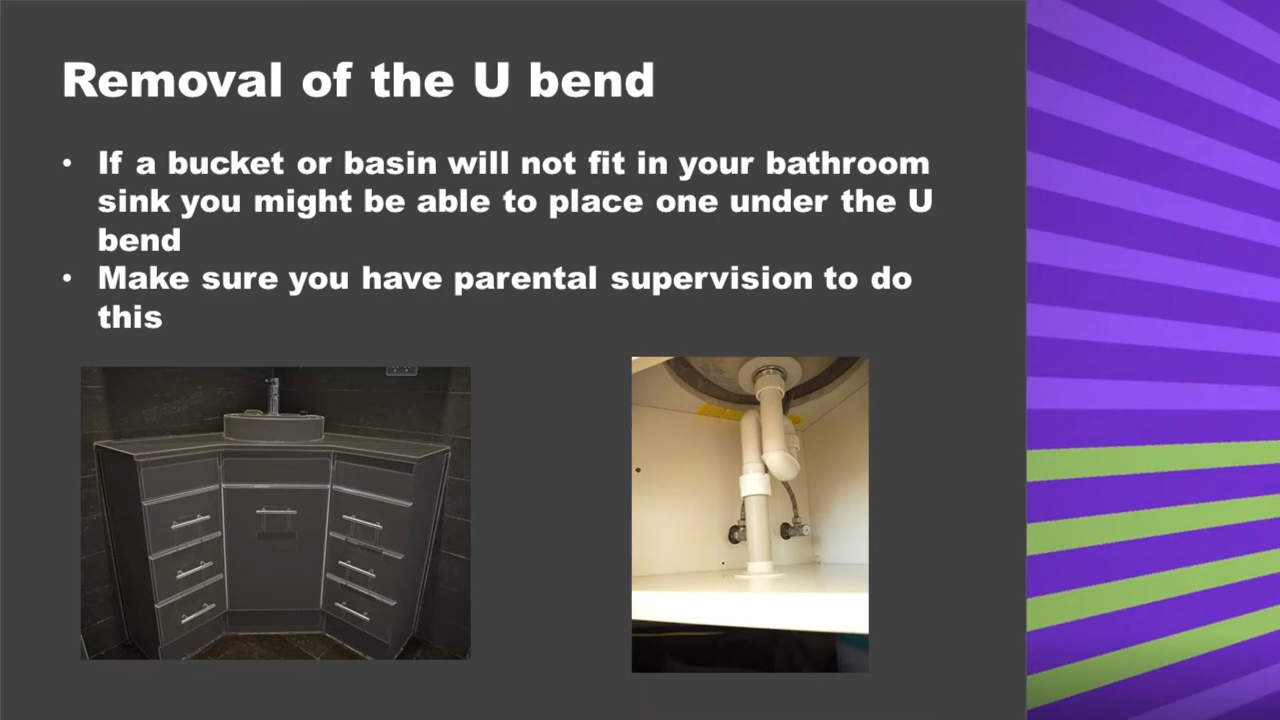 Removal of the U bend
• If a bucket or basin will not fit in your bathroom
sink you might be able to place one under the U
bend
• Make sure you have parental supervision to do
this